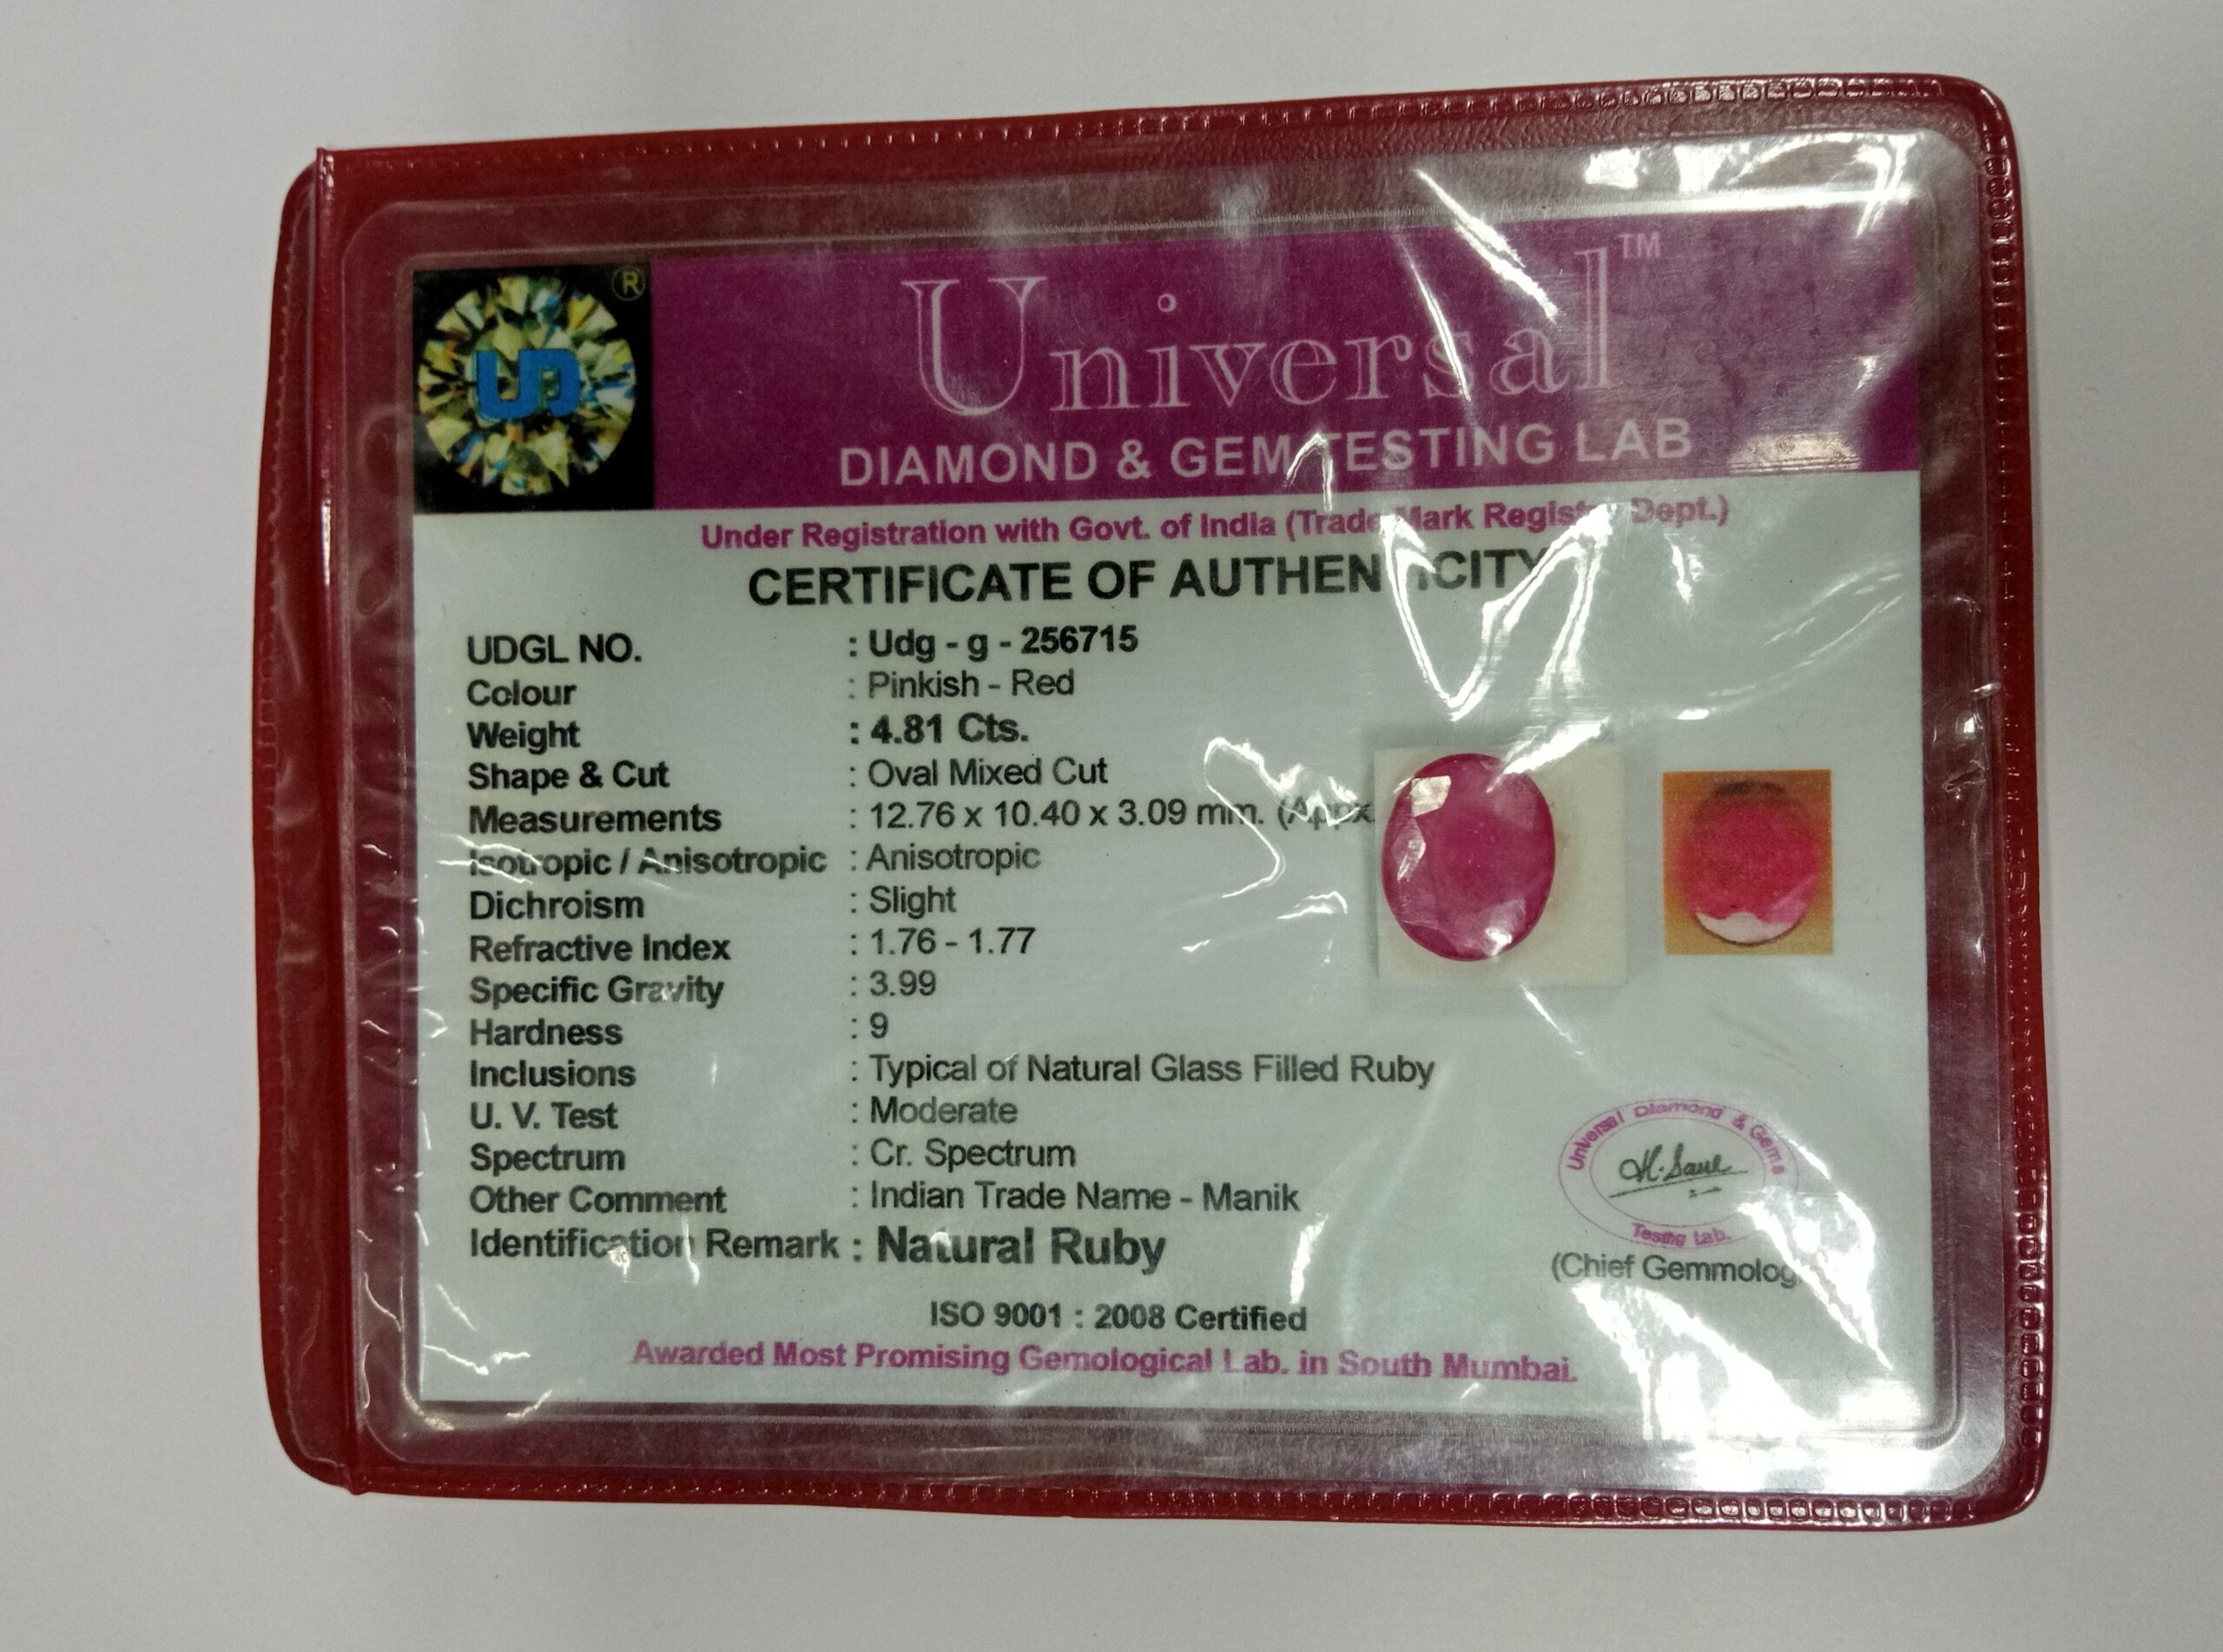 ®
UD
Universal™
DIAMOND & GEM TESTING LAB
Under Registration with Govt. of India (Trade Mark Registry Dept.)
CERTIFICATE OF AUTHENTICITY
UDGL NO. : Udg - g - 256715
Colour : Pinkish - Red
Weight : 4.81 Cts.
Shape & Cut : Oval Mixed Cut
Measurements : 12.76 x 10.40 x 3.09 mm. (Appx.
Isotropic / Anisotropic : Anisotropic
Dichroism : Slight
Refractive Index : 1.76 - 1.77
Specific Gravity : 3.99
Hardness : 9
Inclusions : Typical of Natural Glass Filled Ruby
U. V. Test : Moderate
Spectrum : Cr. Spectrum
Other Comment : Indian Trade Name - Manik
Identification Remark : Natural Ruby
Universal Diamond & Gems
Testing Lab.
(Chief Gemmolog
ISO 9001 : 2008 Certified
Awarded Most Promising Gemological Lab. in South Mumbai.